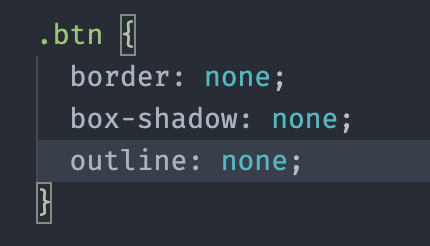 .btn {
  border: none;
  box-shadow: none;
  outline: none;
}